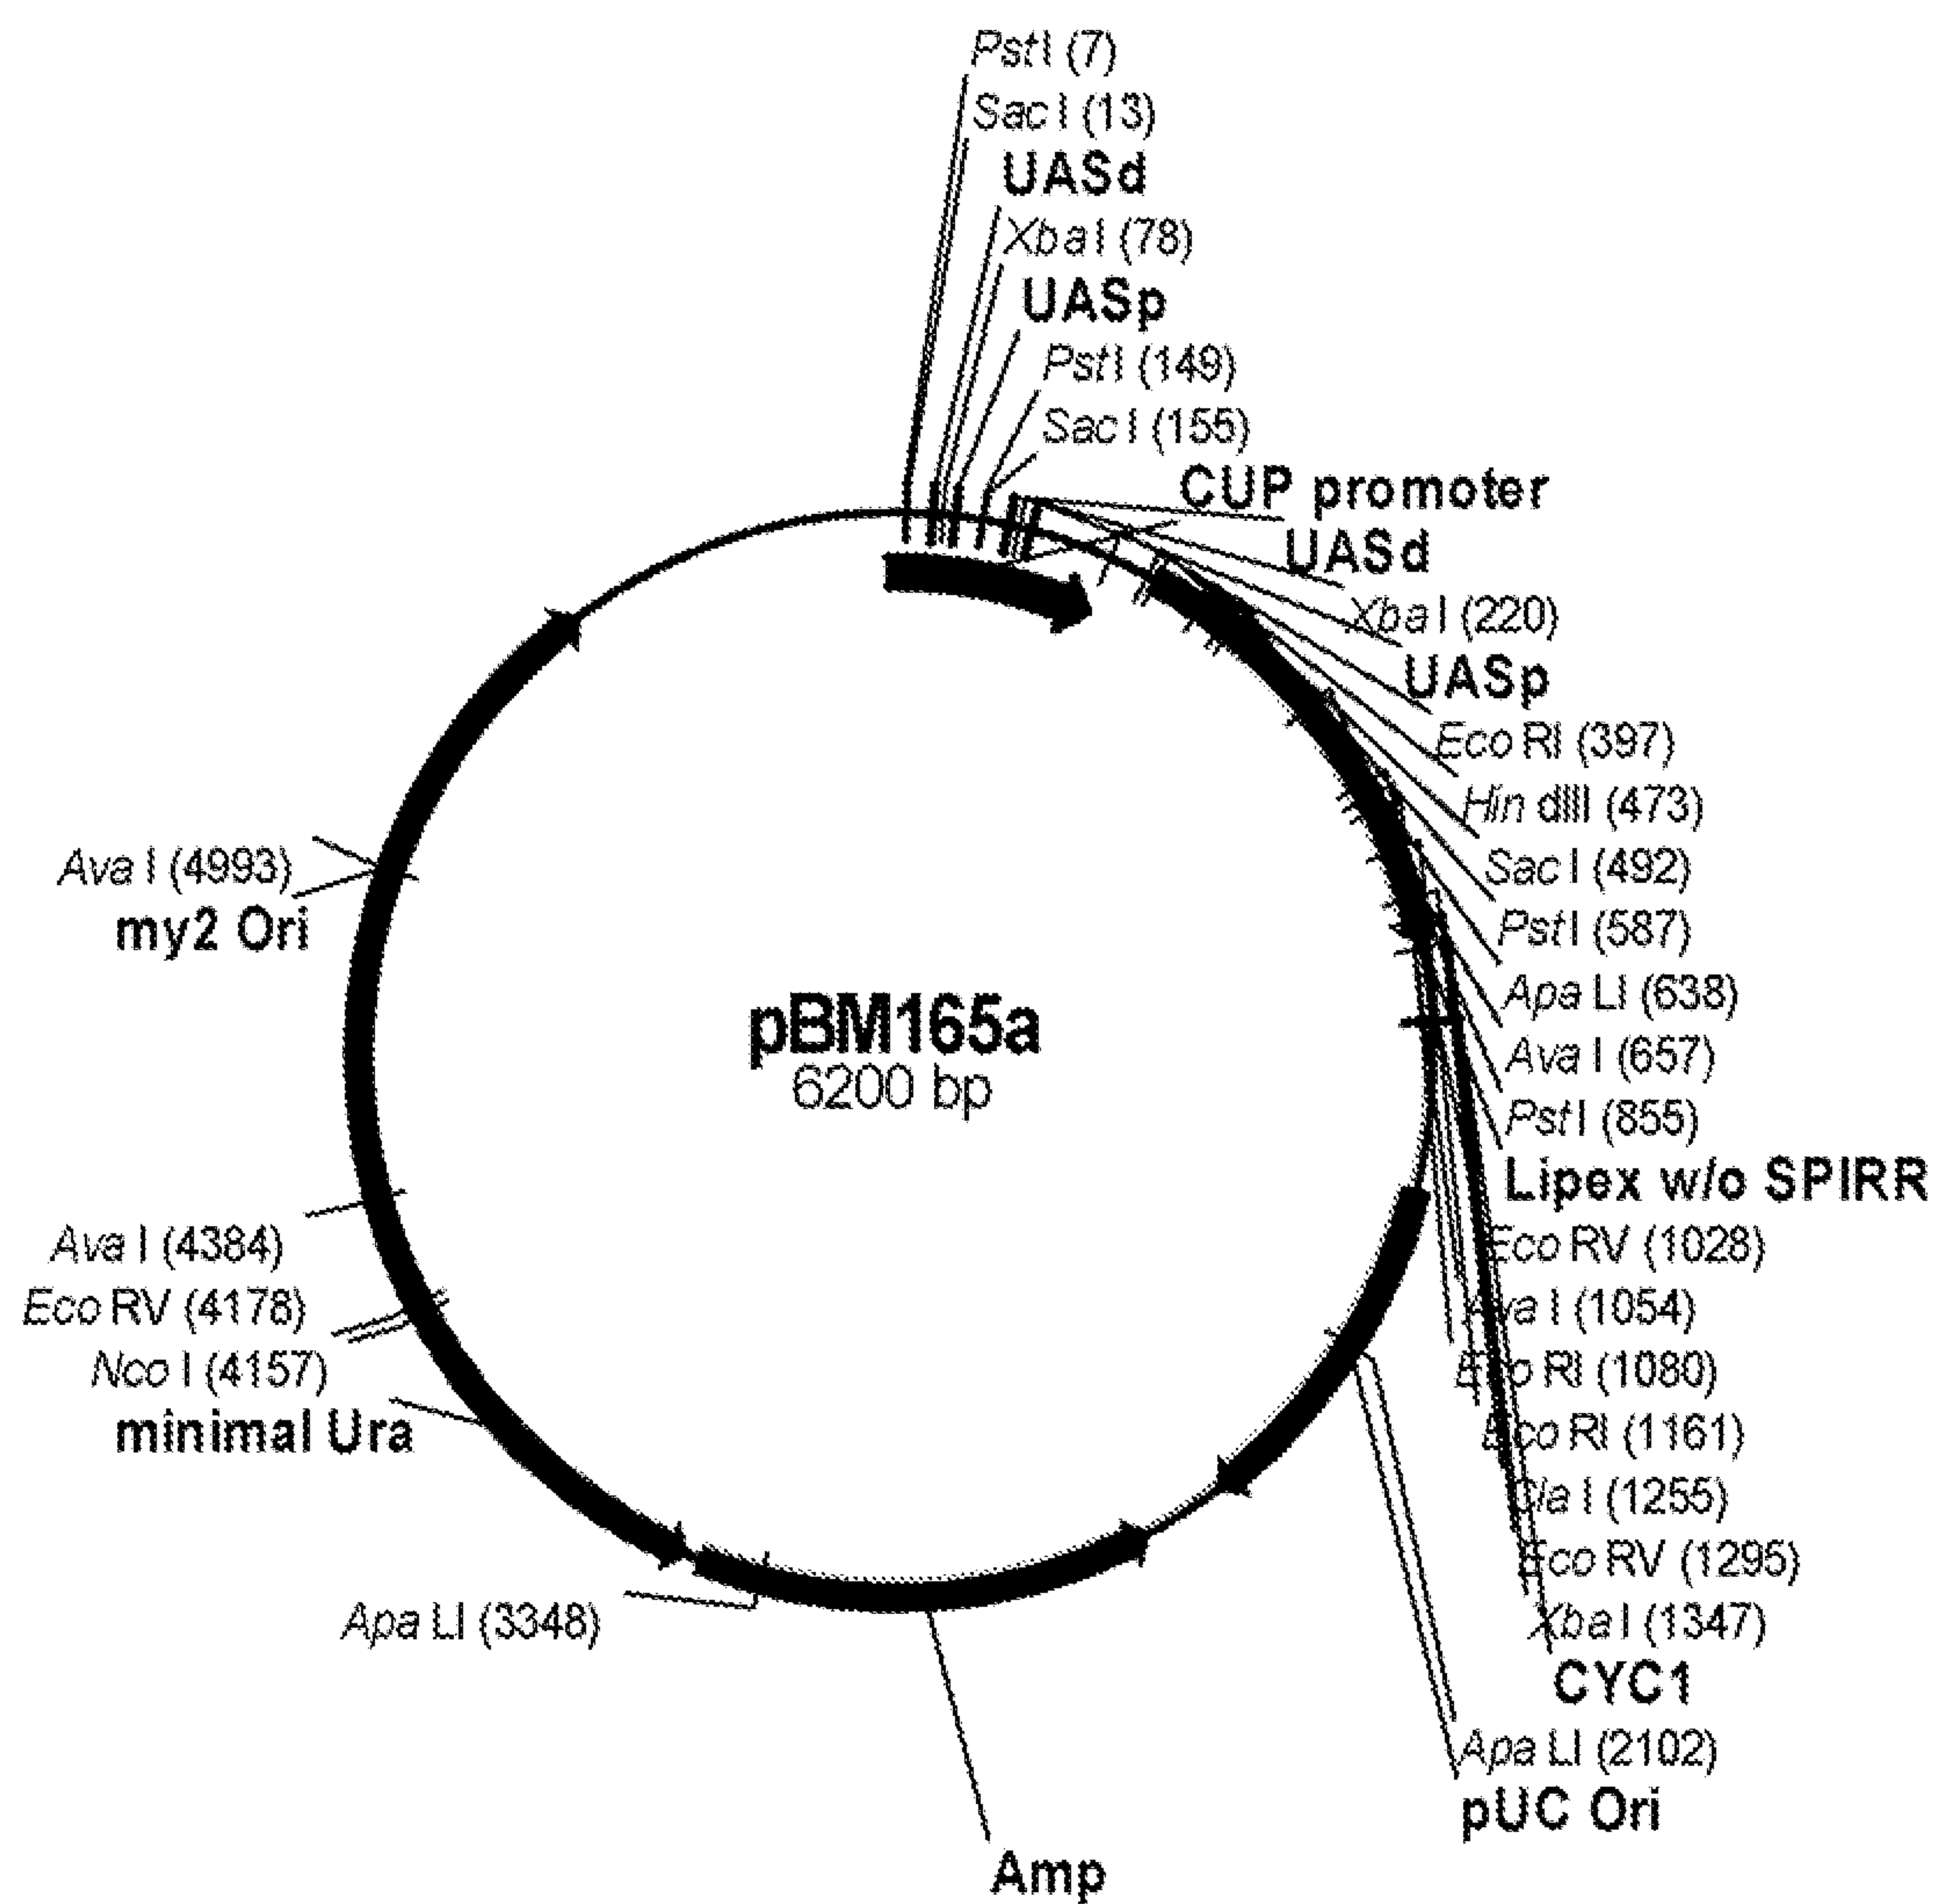 PstI (7)
SacI (13)
UASd
XbaI (78)
UASp
PstI (149)
SacI (155)
CUP promoter
UASd
XbaI (220)
UASp
EcoRI (397)
HindIII (473)
SacI (492)
PstI (587)
ApaLI (638)
AvaI (657)
PstI (855)
Lipex w/o SPIRR
EcoRV (1028)
AvaI (1054)
EcoRI (1080)
EcoRI (1161)
ClaI (1255)
EcoRV (1295)
XbaI (1347)
CYC1
ApaLI (2102)
pUC Ori
Amp
ApaLI (3348)
minimal Ura
NcoI (4157)
EcoRV (4178)
AvaI (4384)
my2 Ori
AvaI (4993)
pBM165a
6200 bp